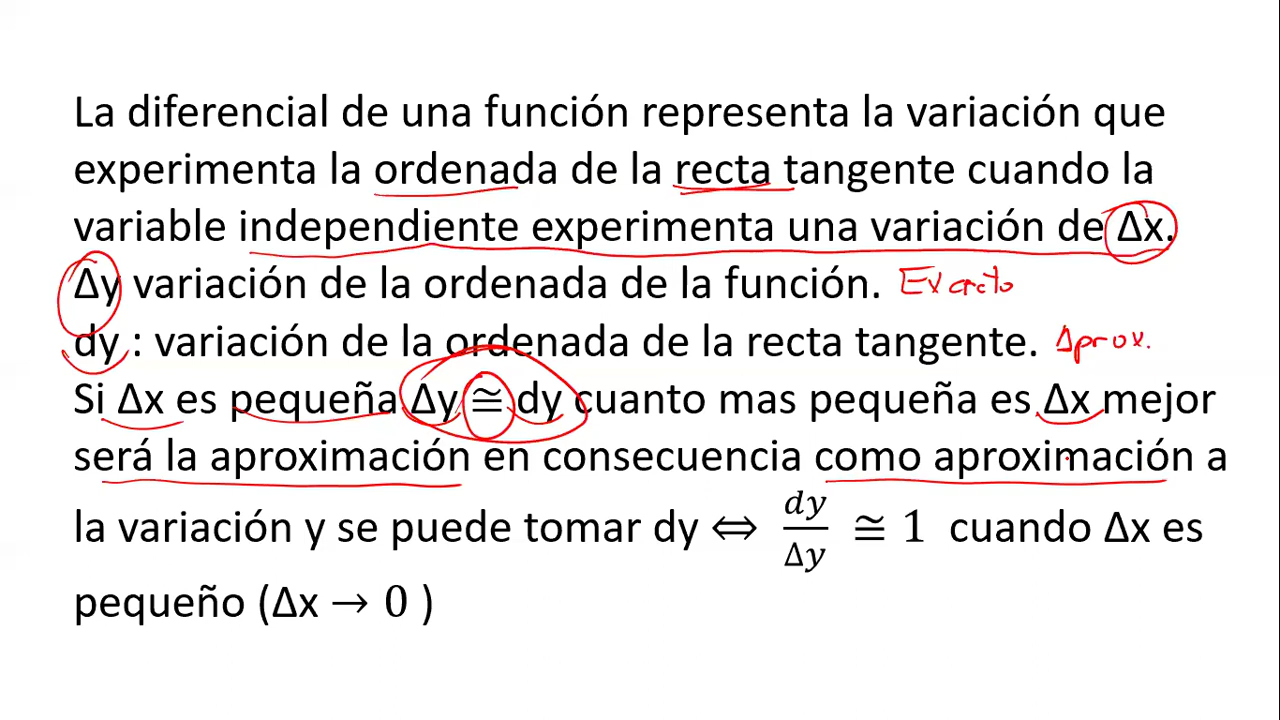 La diferencial de una función representa la variación que
experimenta la ordenada de la recta tangente cuando la
variable independiente experimenta una variación de Δx.
Δy variación de la ordenada de la función. Exacto
dy : variación de la ordenada de la recta tangente. Aprox.
Si Δx es pequeña Δy ≅ dy cuanto mas pequeña es Δx mejor
será la aproximación en consecuencia como aproximación a
la variación y se puede tomar dy ⇔ dy/Δy ≅ 1 cuando Δx es
pequeño (Δx → 0 )